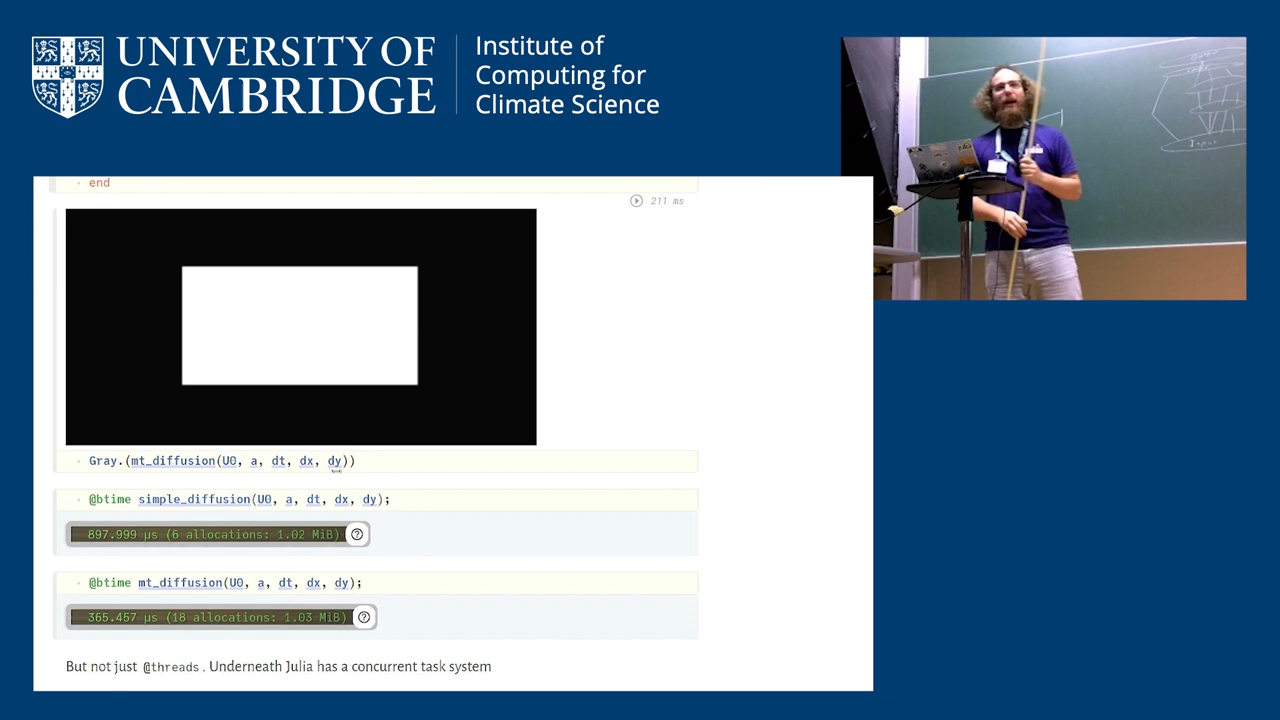 UNIVERSITY OF
CAMBRIDGE
Institute of
Computing for
Climate Science
end
211 ms
Gray.(mt_diffusion(U0, a, dt, dx, dy))
@btime simple_diffusion(U0, a, dt, dx, dy);
897.999 μs (6 allocations: 1.02 MiB)
@btime mt_diffusion(U0, a, dt, dx, dy);
365.457 μs (18 allocations: 1.03 MiB)
But not just @threads. Underneath Julia has a concurrent task system